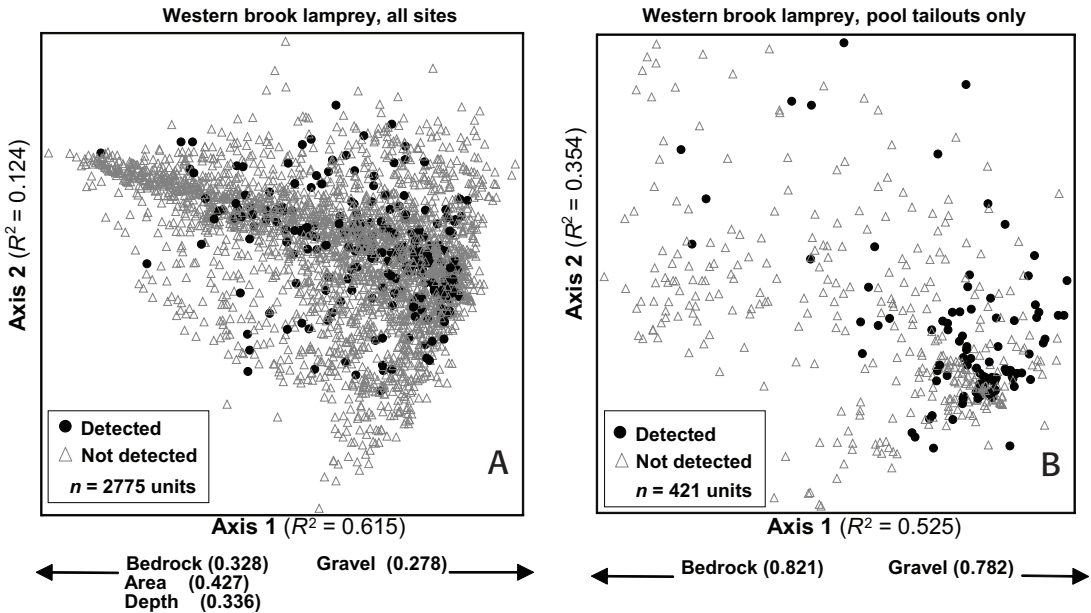 Western brook lamprey, all sites
Axis 2 (R² = 0.124)
Detected
Not detected
n = 2775 units
A
Axis 1 (R² = 0.615)
Bedrock (0.328)
Gravel (0.278)
Area (0.427)
Depth (0.336)
Western brook lamprey, pool tailouts only
Axis 2 (R² = 0.354)
Detected
Not detected
n = 421 units
B
Axis 1 (R² = 0.525)
Bedrock (0.821)
Gravel (0.782)